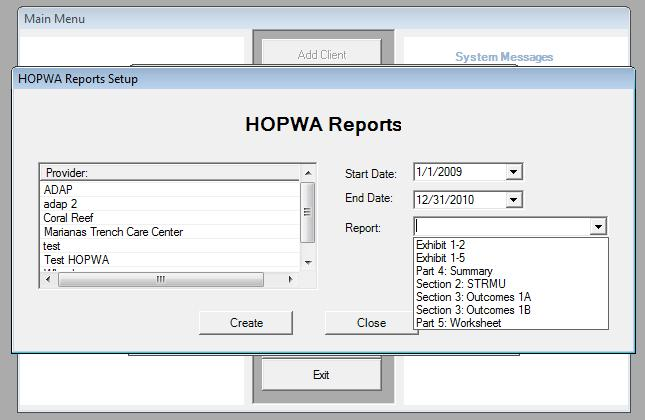 Main Menu
Add Client
System Messages
HOPWA Reports Setup
HOPWA Reports
Provider:
ADAP
adap 2
Coral Reef
Marianas Trench Care Center
test
Test HOPWA
Start Date: 1/1/2009
End Date: 12/31/2010
Report:
Exhibit 1-2
Exhibit 1-5
Part 4: Summary
Section 2: STRMU
Section 3: Outcomes 1A
Section 3: Outcomes 1B
Part 5: Worksheet
Create
Close
Exit